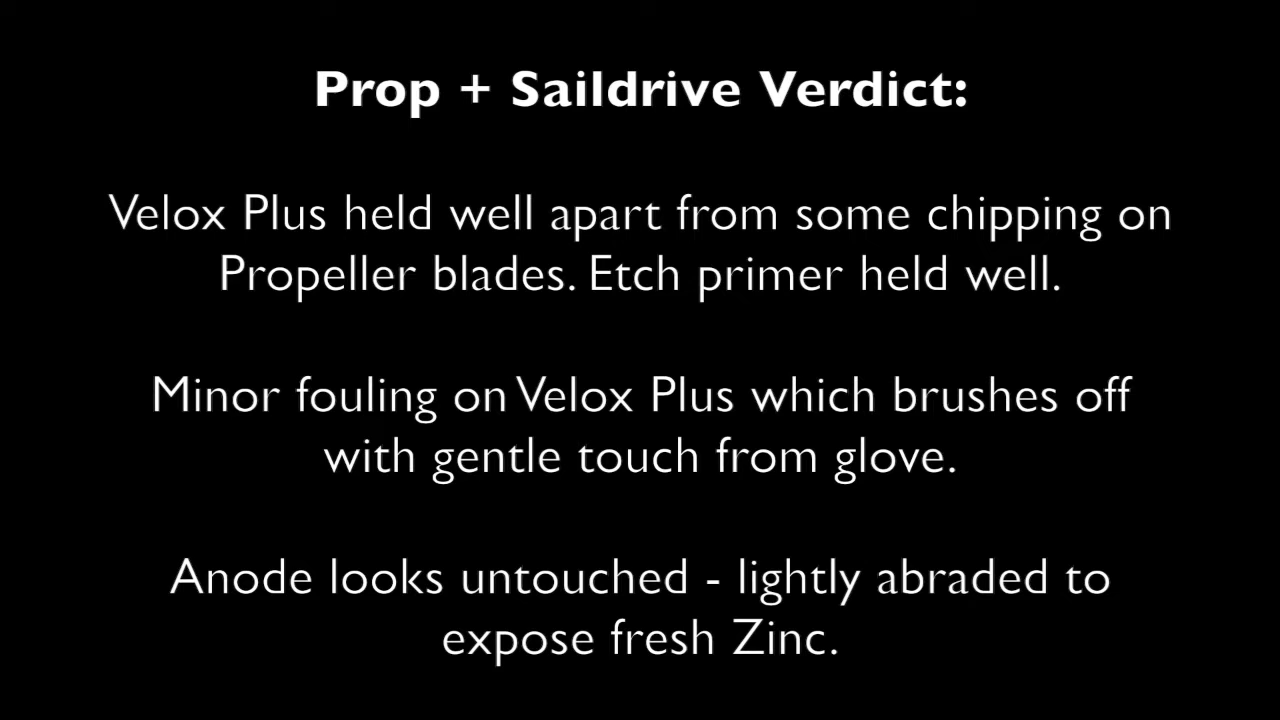 Prop + Saildrive Verdict:
Velox Plus held well apart from some chipping on
Propeller blades. Etch primer held well.
Minor fouling on Velox Plus which brushes off
with gentle touch from glove.
Anode looks untouched - lightly abraded to
expose fresh Zinc.